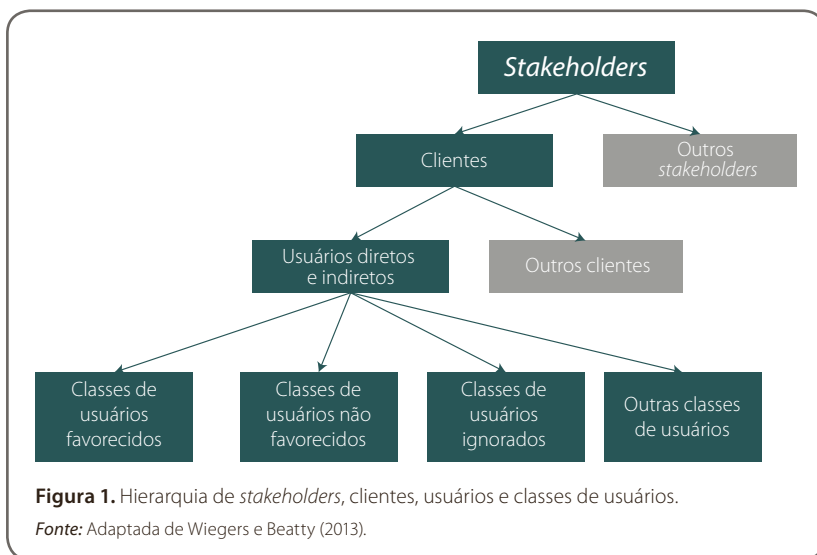 Stakeholders
Clientes
Outros
stakeholders
Usuários diretos
e indiretos
Outros clientes
Classes de
usuários
favorecidos
Classes de
usuários não
favorecidos
Classes de
usuários
ignorados
Outras classes
de usuários
Figura 1. Hierarquia de stakeholders, clientes, usuários e classes de usuários.
Fonte: Adaptada de Wiegers e Beatty (2013).